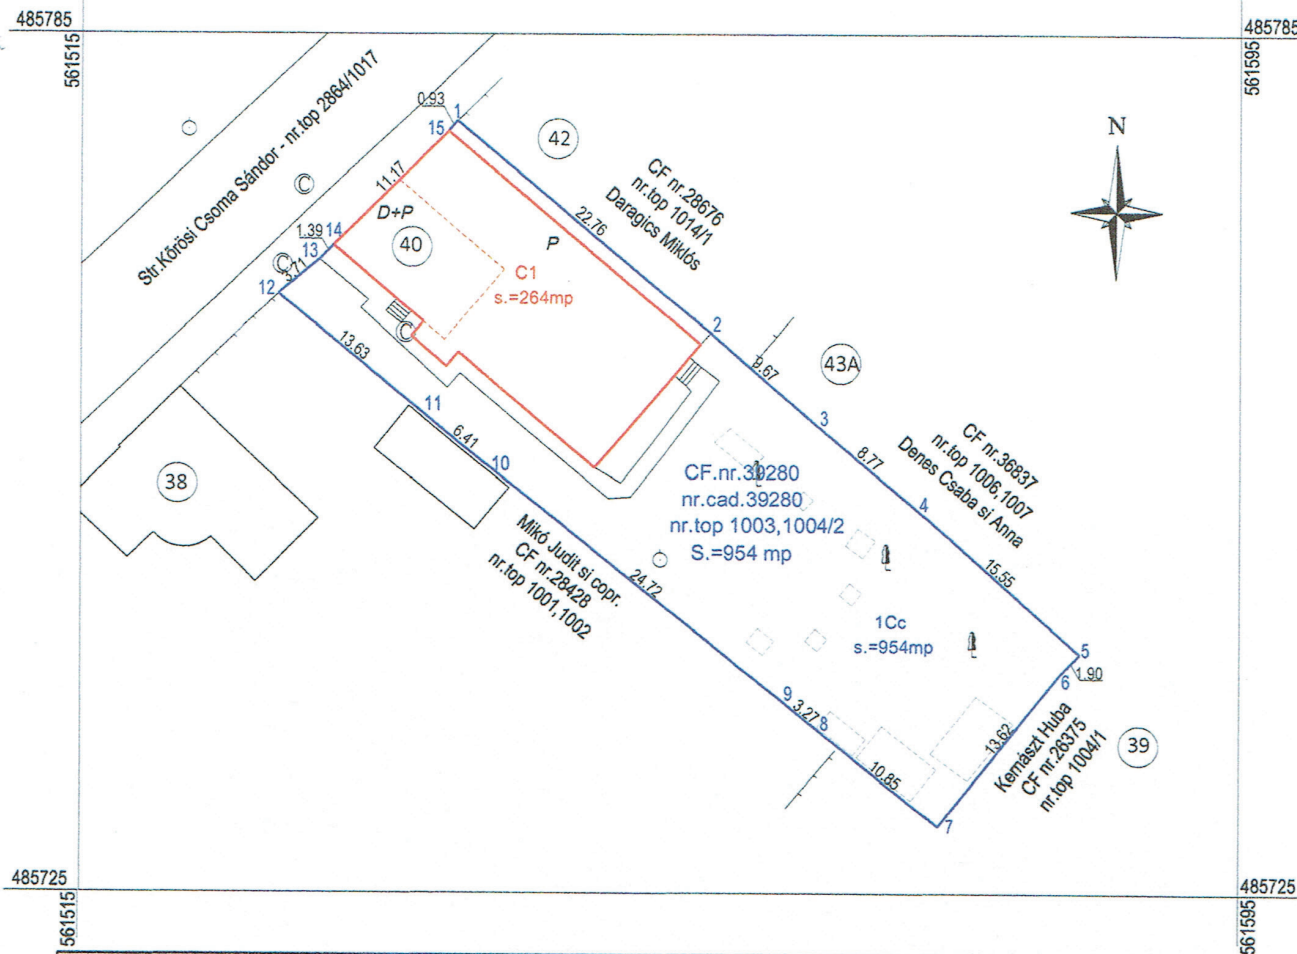 485785
485785
561515
561595
Str.Kőrösi Csoma Sándor - nr.top 2864/1017
N
0.93
1
15
42
CF nr.28676
nr.top 1014/1
Daragics Miklós
11.17
22.76
D+P
P
40
1.39
14
13
C
C
3.71
12
C1
s.=264mp
C
2
13.63
9.67
43A
11
3
6.41
10
8.77
CF nr.36837
nr.top 1006,1007
Denes Csaba si Anna
38
CF.nr.39280
nr.cad.39280
nr.top 1003,1004/2
S.=954 mp
4
Mikó Judit si copr.
CF nr.28428
nr.top 1001,1002
24.72
15.55
1Cc
s.=954mp
5
6
1.90
9
3.27
8
13.62
Kernászt Huba
CF nr.26375
nr.top 1004/1
39
10.85
7
485725
485725
561515
561595